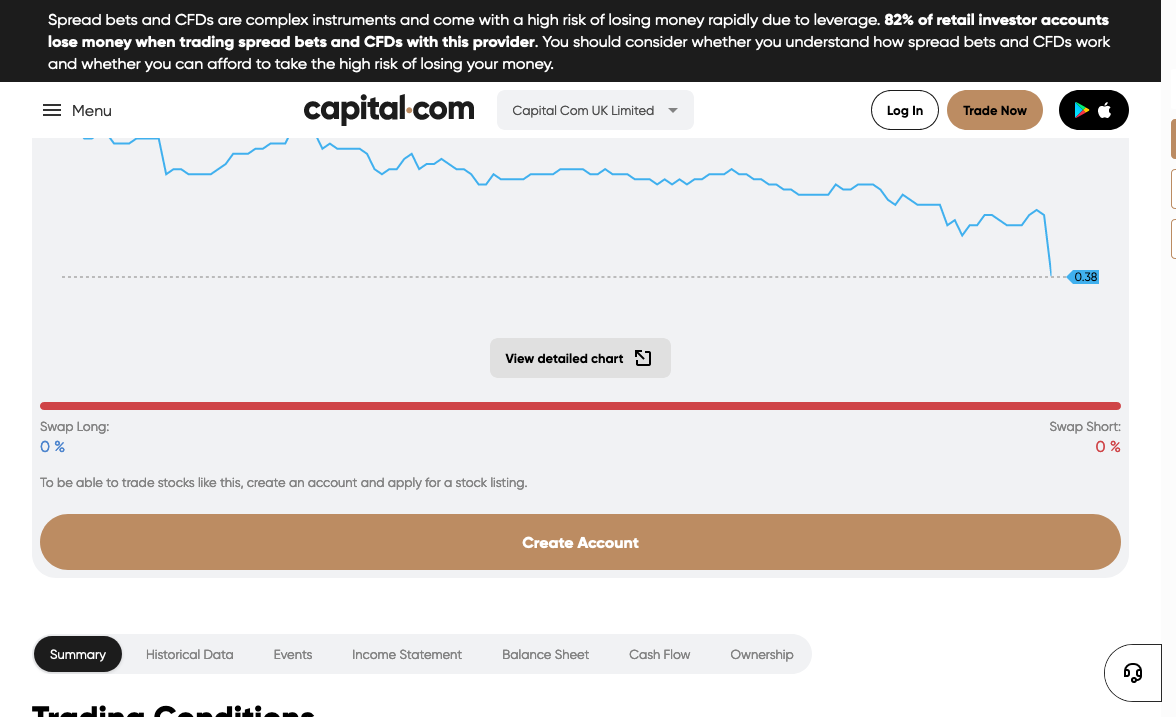 Spread bets and CFDs are complex instruments and come with a high risk of losing money rapidly due to leverage. 82% of retail investor accounts
lose money when trading spread bets and CFDs with this provider. You should consider whether you understand how spread bets and CFDs work
and whether you can afford to take the high risk of losing your money.
Menu
capital.com
Capital Com UK Limited
Log In
Trade Now
0.38
View detailed chart
Swap Long:
Swap Short:
0 %
0 %
To be able to trade stocks like this, create an account and apply for a stock listing.
Create Account
Summary
Historical Data
Events
Income Statement
Balance Sheet
Cash Flow
Ownership
Trading Conditions